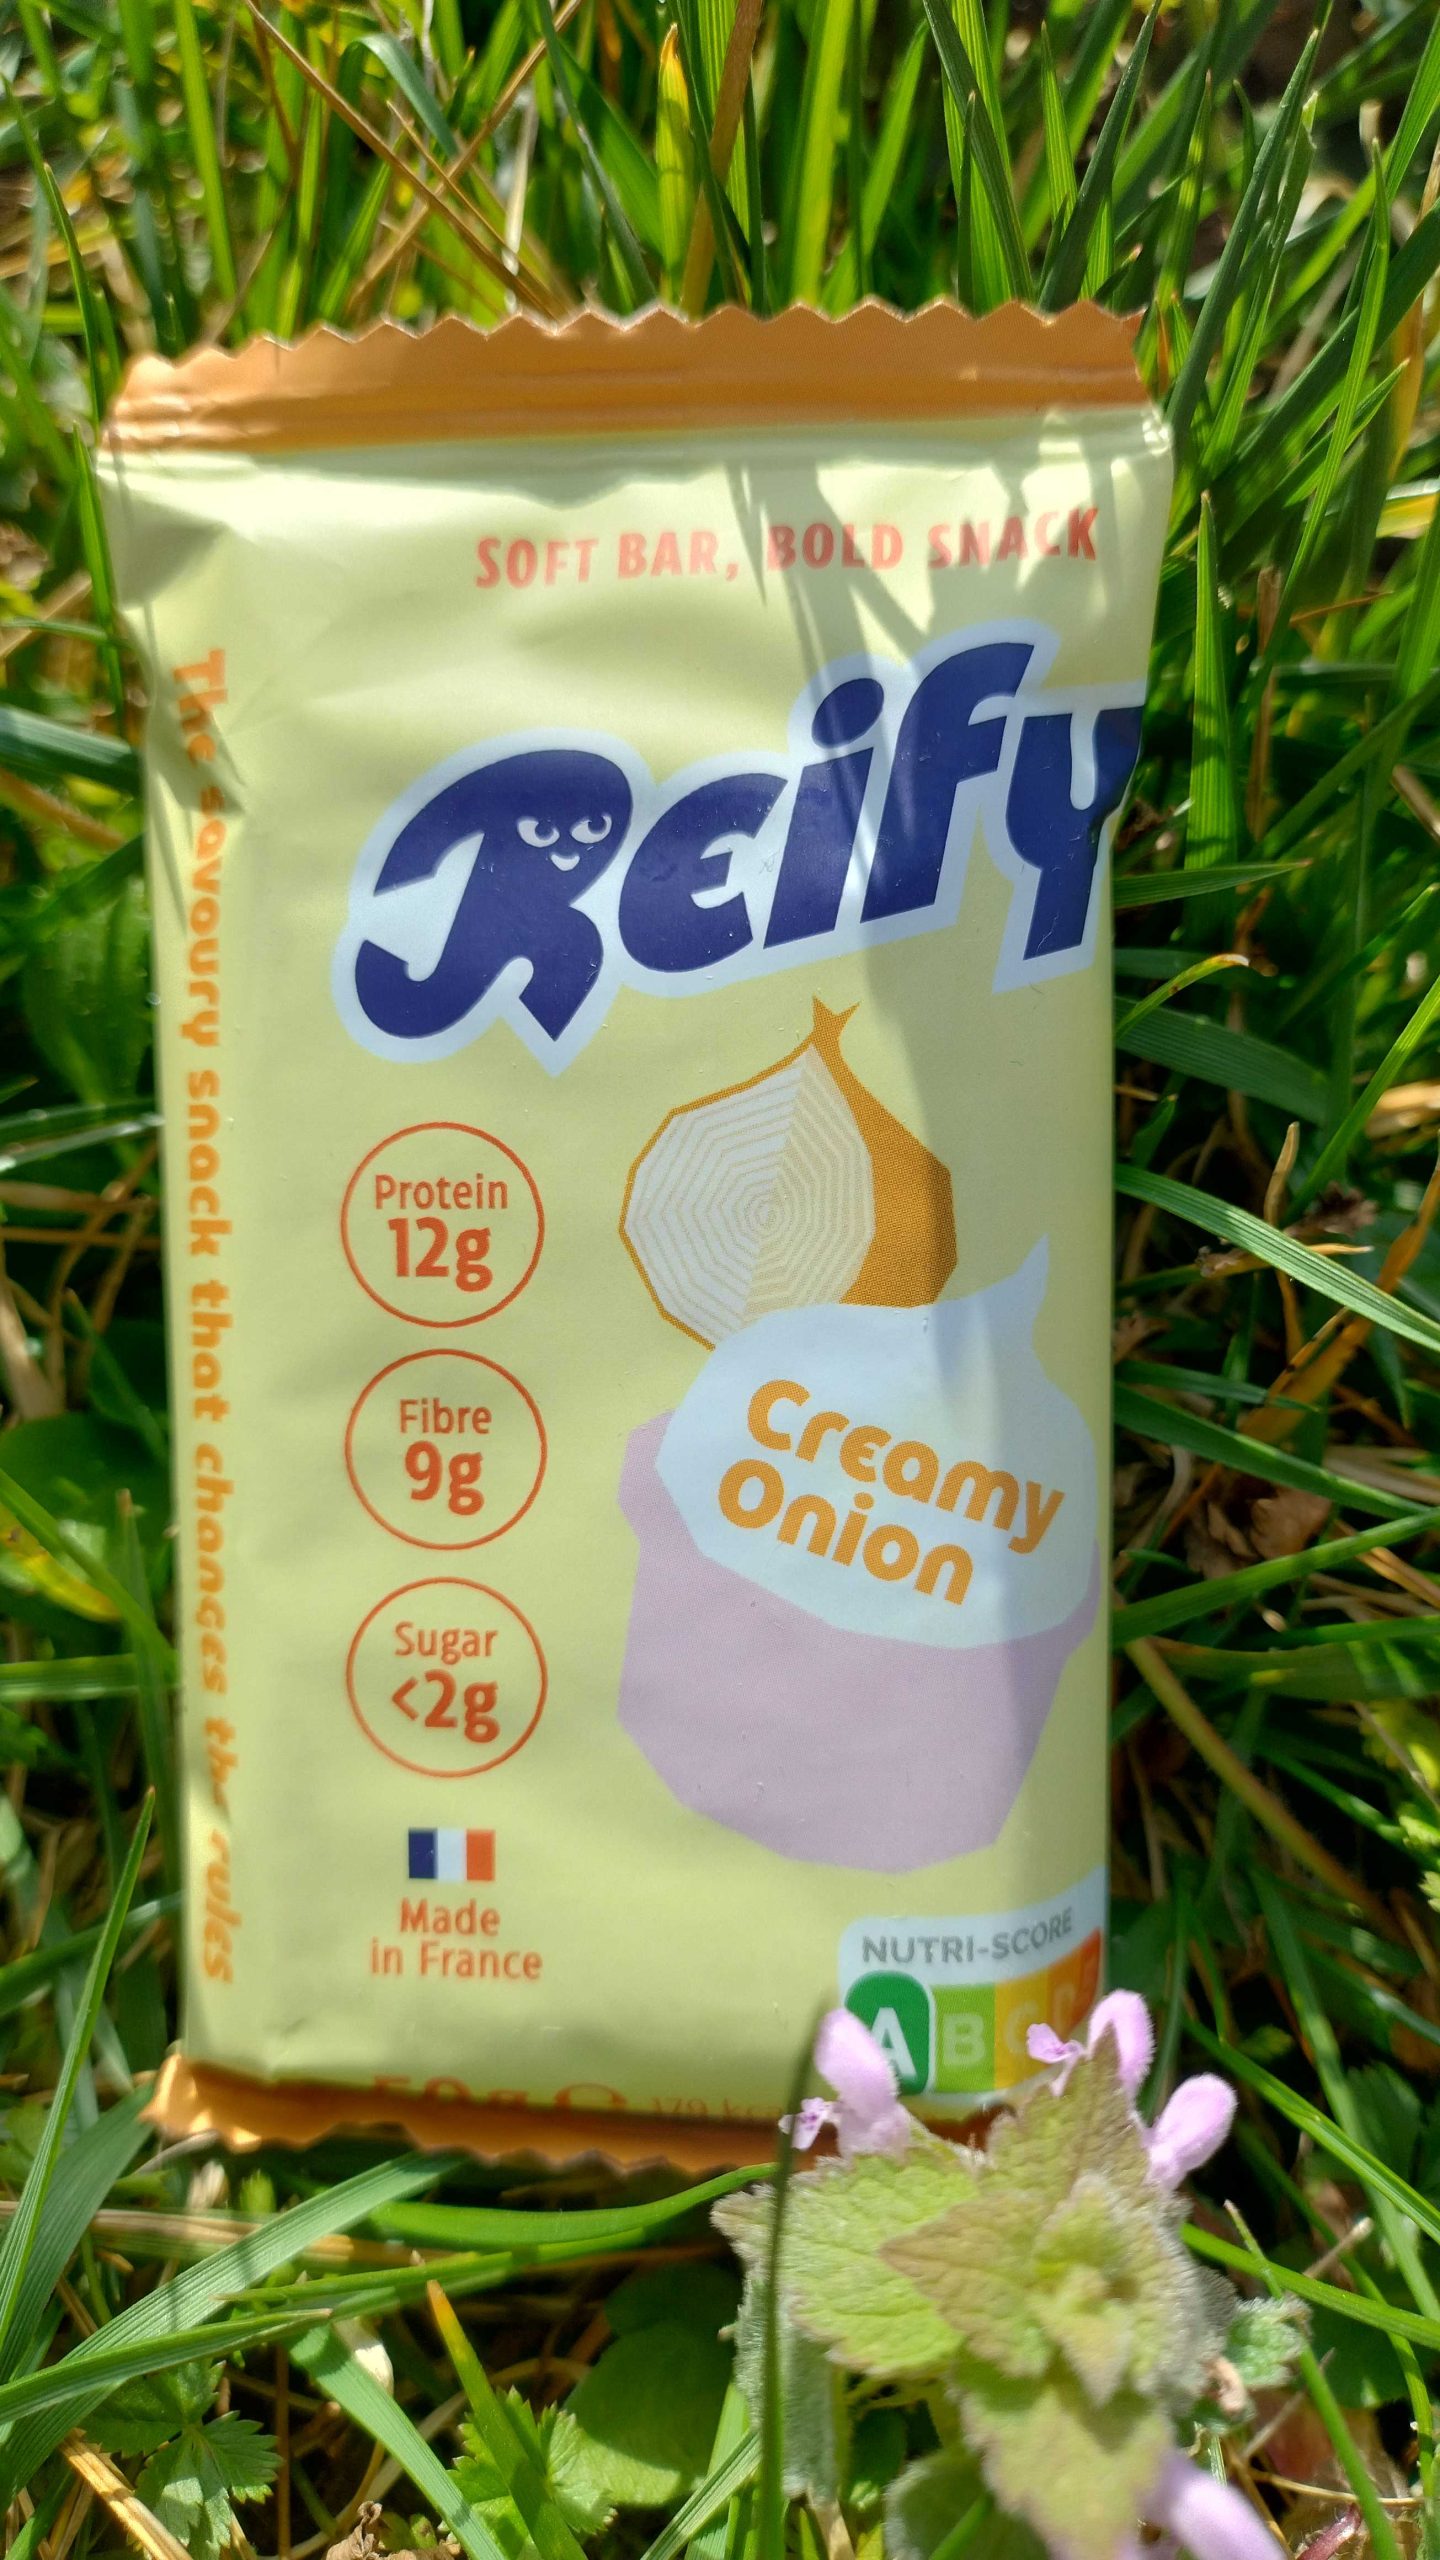 SOFT BAR, BOLD SNACK
Reify
The savoury snack that changes the rules
Protein
12g
Fibre
9g
Sugar
<2g
Creamy
Onion
Made
in France
NUTRI-SCORE
A B C D
50g e